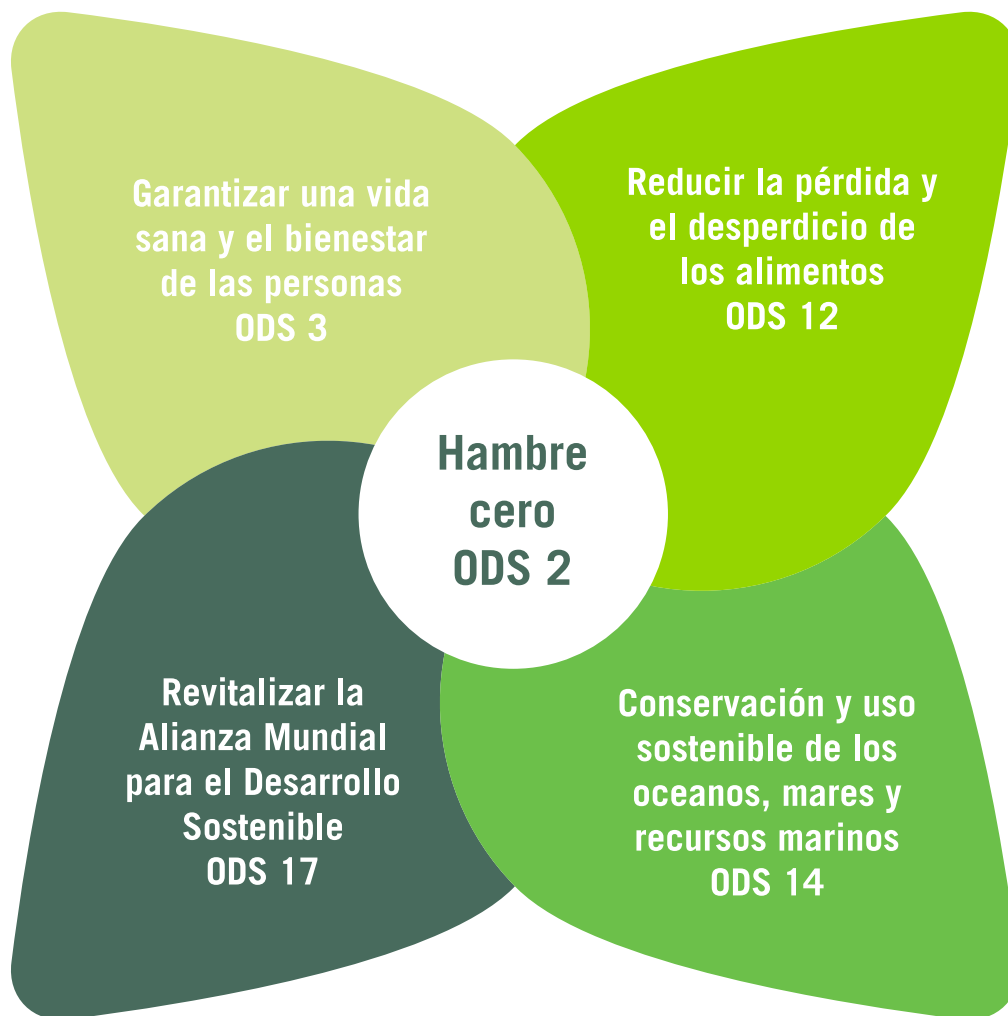 Garantizar una vida
sana y el bienestar
de las personas
ODS 3
Reducir la pérdida y
el desperdicio de
los alimentos
ODS 12
Hambre
cero
ODS 2
Revitalizar la
Alianza Mundial
para el Desarrollo
Sostenible
ODS 17
Conservación y uso
sostenible de los
oceanos, mares y
recursos marinos
ODS 14